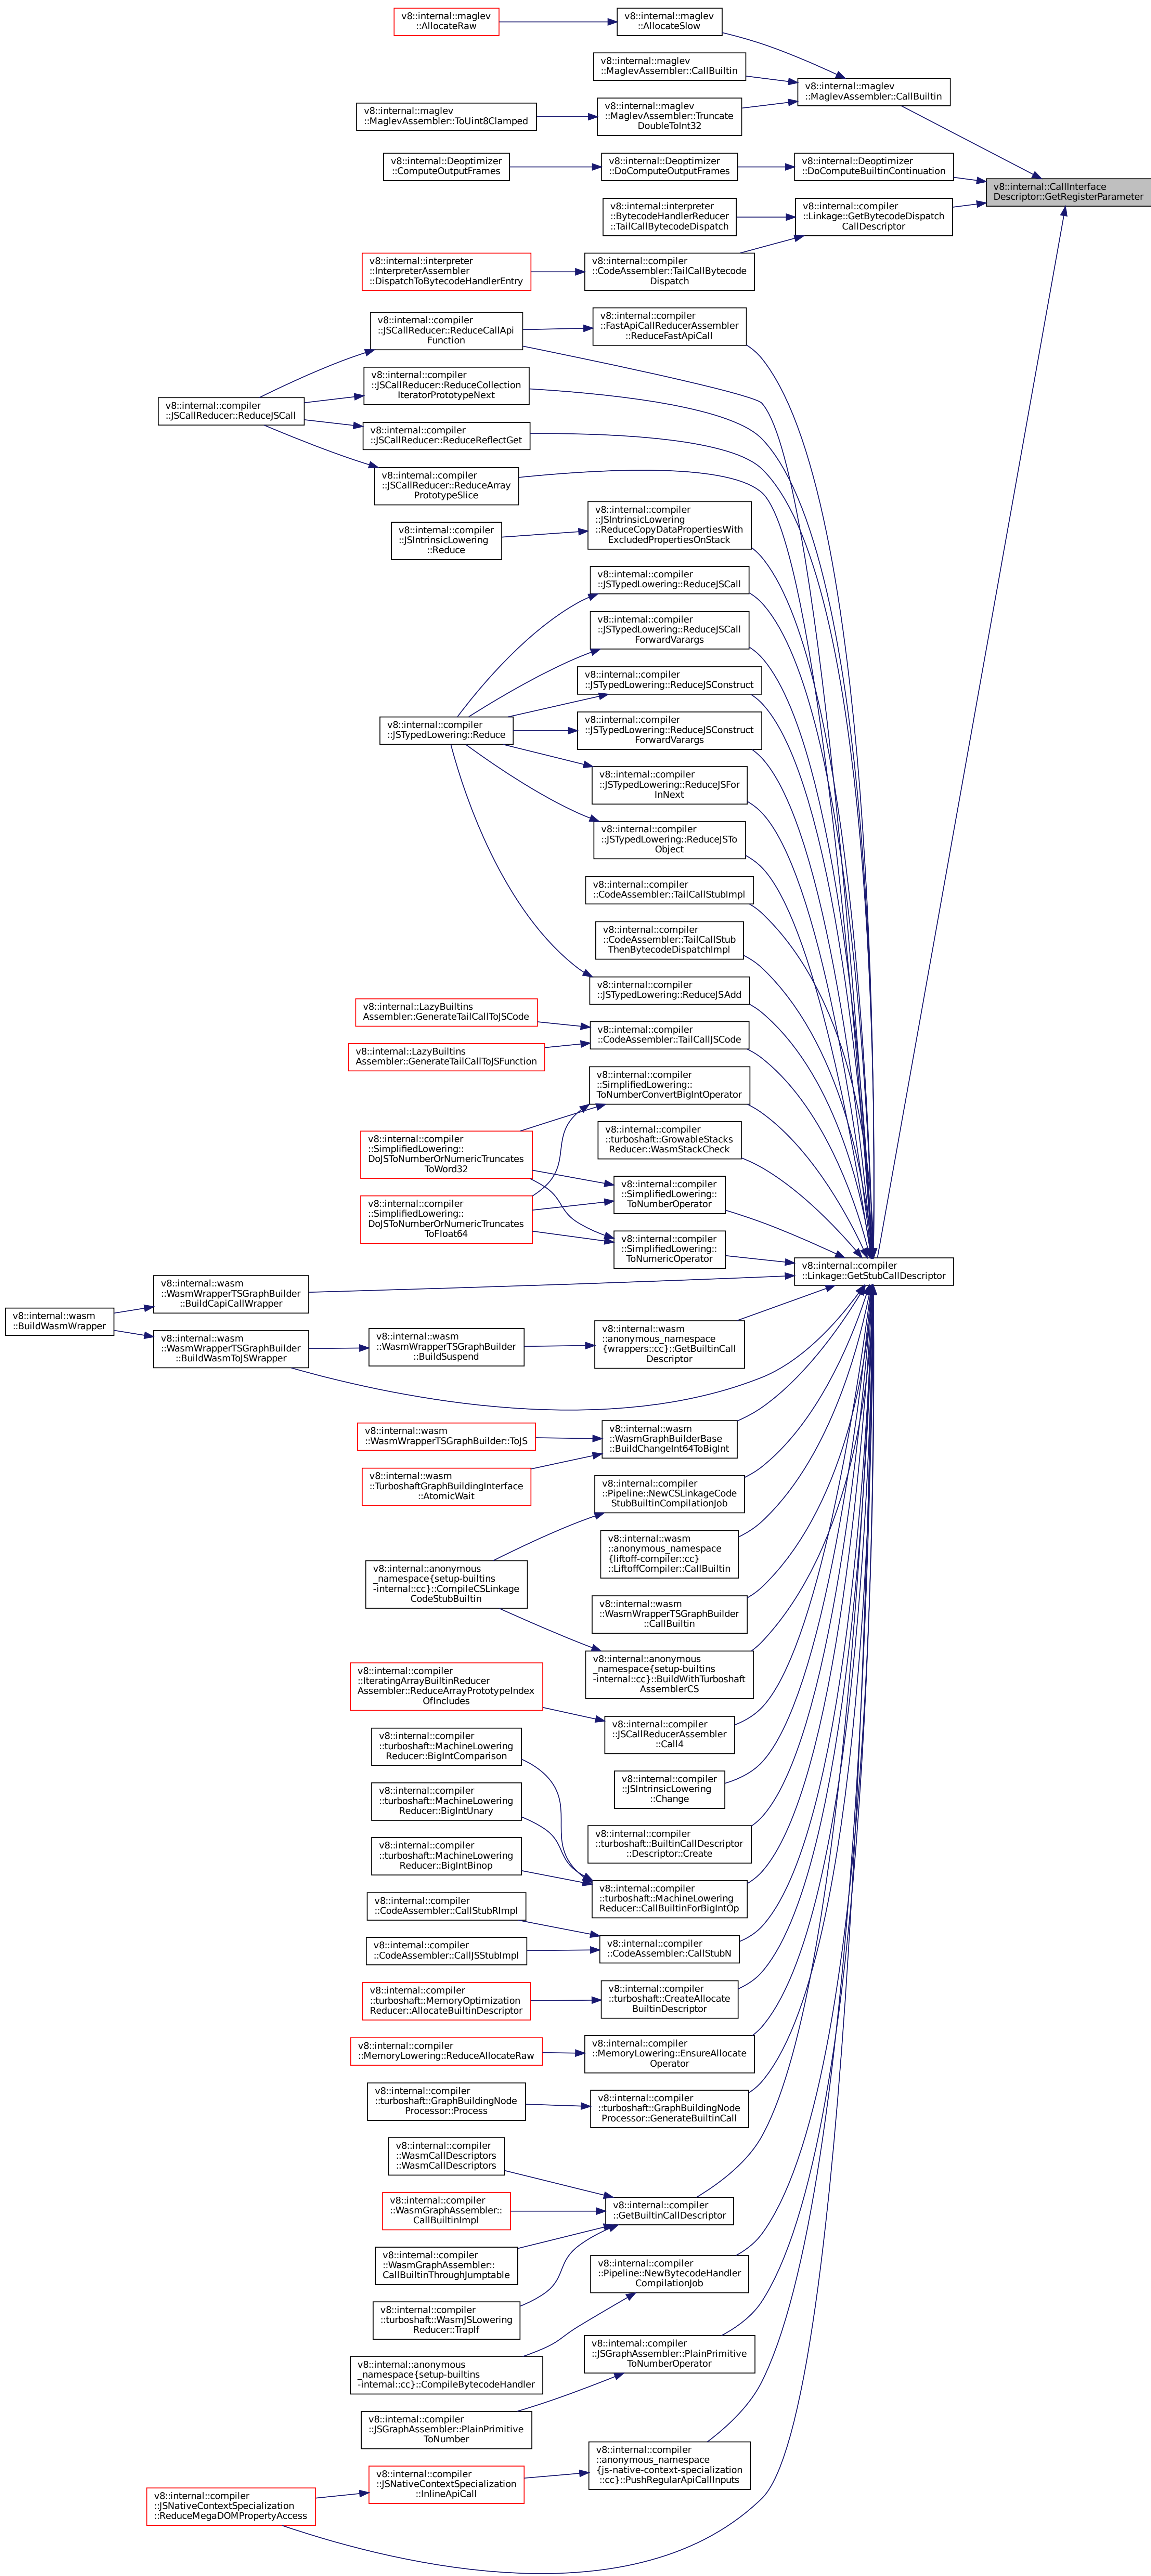 v8::internal::maglev
::AllocateRaw
v8::internal::maglev
::AllocateSlow
v8::internal::maglev
::MaglevAssembler::CallBuiltin
v8::internal::maglev
::MaglevAssembler::CallBuiltin
v8::internal::maglev
::MaglevAssembler::ToUint8Clamped
v8::internal::maglev
::MaglevAssembler::Truncate
DoubleToInt32
v8::internal::Deoptimizer
::ComputeOutputFrames
v8::internal::Deoptimizer
::DoComputeOutputFrames
v8::internal::Deoptimizer
::DoComputeBuiltinContinuation
v8::internal::CallInterface
Descriptor::GetRegisterParameter
v8::internal::interpreter
::BytecodeHandlerReducer
::TailCallBytecodeDispatch
v8::internal::compiler
::Linkage::GetBytecodeDispatch
CallDescriptor
v8::internal::interpreter
::InterpreterAssembler
::DispatchToBytecodeHandlerEntry
v8::internal::compiler
::CodeAssembler::TailCallBytecode
Dispatch
v8::internal::compiler
::JSCallReducer::ReduceCallApi
Function
v8::internal::compiler
::FastApiCallReducerAssembler
::ReduceFastApiCall
v8::internal::compiler
::JSCallReducer::ReduceCollection
IteratorPrototypeNext
v8::internal::compiler
::JSCallReducer::ReduceJSCall
v8::internal::compiler
::JSCallReducer::ReduceReflectGet
v8::internal::compiler
::JSCallReducer::ReduceArray
PrototypeSlice
v8::internal::compiler
::JSIntrinsicLowering
::Reduce
v8::internal::compiler
::JSIntrinsicLowering
::ReduceCopyDataPropertiesWith
ExcludedPropertiesOnStack
v8::internal::compiler
::JSTypedLowering::ReduceJSCall
v8::internal::compiler
::JSTypedLowering::ReduceJSCall
ForwardVarargs
v8::internal::compiler
::JSTypedLowering::ReduceJSConstruct
v8::internal::compiler
::JSTypedLowering::Reduce
v8::internal::compiler
::JSTypedLowering::ReduceJSConstruct
ForwardVarargs
v8::internal::compiler
::JSTypedLowering::ReduceJSFor
InNext
v8::internal::compiler
::JSTypedLowering::ReduceJSTo
Object
v8::internal::compiler
::CodeAssembler::TailCallStubImpl
v8::internal::compiler
::CodeAssembler::TailCallStub
ThenBytecodeDispatchImpl
v8::internal::compiler
::JSTypedLowering::ReduceJSAdd
v8::internal::LazyBuiltins
Assembler::GenerateTailCallToJSCode
v8::internal::compiler
::CodeAssembler::TailCallJSCode
v8::internal::LazyBuiltins
Assembler::GenerateTailCallToJSFunction
v8::internal::compiler
::SimplifiedLowering::
ToNumberConvertBigIntOperator
v8::internal::compiler
::SimplifiedLowering::
DoJSToNumberOrNumericTruncates
ToWord32
v8::internal::compiler
::turboshaft::GrowableStacks
Reducer::WasmStackCheck
v8::internal::compiler
::SimplifiedLowering::
ToNumberOperator
v8::internal::compiler
::SimplifiedLowering::
DoJSToNumberOrNumericTruncates
ToFloat64
v8::internal::compiler
::SimplifiedLowering::
ToNumericOperator
v8::internal::compiler
::Linkage::GetStubCallDescriptor
v8::internal::wasm
::WasmWrapperTSGraphBuilder
::BuildCapiCallWrapper
v8::internal::wasm
::BuildWasmWrapper
v8::internal::wasm
::WasmWrapperTSGraphBuilder
::BuildWasmToJSWrapper
v8::internal::wasm
::WasmWrapperTSGraphBuilder
::BuildSuspend
v8::internal::wasm
::anonymous_namespace
{wrappers::cc}::GetBuiltinCall
Descriptor
v8::internal::wasm
::WasmWrapperTSGraphBuilder::ToJS
v8::internal::wasm
::WasmGraphBuilderBase
::BuildChangeInt64ToBigInt
v8::internal::wasm
::TurboshaftGraphBuildingInterface
::AtomicWait
v8::internal::compiler
::Pipeline::NewCSLinkageCode
StubBuiltinCompilationJob
v8::internal::wasm
::anonymous_namespace
{liftoff-compiler::cc}
::LiftoffCompiler::CallBuiltin
v8::internal::anonymous
_namespace{setup-builtins
-internal::cc}::CompileCSLinkage
CodeStubBuiltin
v8::internal::wasm
::WasmWrapperTSGraphBuilder
::CallBuiltin
v8::internal::anonymous
_namespace{setup-builtins
-internal::cc}::BuildWithTurboshaft
AssemblerCS
v8::internal::compiler
::IteratingArrayBuiltinReducer
Assembler::ReduceArrayPrototypeIndex
OfIncludes
v8::internal::compiler
::JSCallReducerAssembler
::Call4
v8::internal::compiler
::turboshaft::MachineLowering
Reducer::BigIntComparison
v8::internal::compiler
::JSIntrinsicLowering
::Change
v8::internal::compiler
::turboshaft::MachineLowering
Reducer::BigIntUnary
v8::internal::compiler
::turboshaft::BuiltinCallDescriptor
::Descriptor::Create
v8::internal::compiler
::turboshaft::MachineLowering
Reducer::BigIntBinop
v8::internal::compiler
::turboshaft::MachineLowering
Reducer::CallBuiltinForBigIntOp
v8::internal::compiler
::CodeAssembler::CallStubRImpl
v8::internal::compiler
::CodeAssembler::CallStubN
v8::internal::compiler
::CodeAssembler::CallJSStubImpl
v8::internal::compiler
::turboshaft::MemoryOptimization
Reducer::AllocateBuiltinDescriptor
v8::internal::compiler
::turboshaft::CreateAllocate
BuiltinDescriptor
v8::internal::compiler
::MemoryLowering::ReduceAllocateRaw
v8::internal::compiler
::MemoryLowering::EnsureAllocate
Operator
v8::internal::compiler
::turboshaft::GraphBuildingNode
Processor::Process
v8::internal::compiler
::turboshaft::GraphBuildingNode
Processor::GenerateBuiltinCall
v8::internal::compiler
::WasmCallDescriptors
::WasmCallDescriptors
v8::internal::compiler
::WasmGraphAssembler::
CallBuiltinImpl
v8::internal::compiler
::GetBuiltinCallDescriptor
v8::internal::compiler
::WasmGraphAssembler::
CallBuiltinThroughJumptable
v8::internal::compiler
::Pipeline::NewBytecodeHandler
CompilationJob
v8::internal::compiler
::turboshaft::WasmJSLowering
Reducer::TrapIf
v8::internal::compiler
::JSGraphAssembler::PlainPrimitive
ToNumberOperator
v8::internal::anonymous
_namespace{setup-builtins
-internal::cc}::CompileBytecodeHandler
v8::internal::compiler
::JSGraphAssembler::PlainPrimitive
ToNumber
v8::internal::compiler
::anonymous_namespace
{js-native-context-specialization
::cc}::PushRegularApiCallInputs
v8::internal::compiler
::JSNativeContextSpecialization
::InlineApiCall
v8::internal::compiler
::JSNativeContextSpecialization
::ReduceMegaDOMPropertyAccess